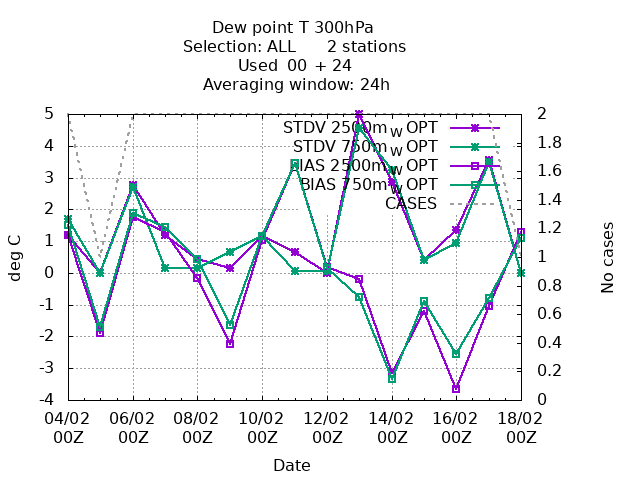 Dew point T 300hPa
Selection: ALL 2 stations
Used 00 + 24
Averaging window: 24h
STDV 2500m W OPT
STDV 750m W OPT
BIAS 2500m W OPT
BIAS 750m W OPT
CASES
deg C
5
4
3
2
1
0
-1
-2
-3
-4
No cases
2
1.8
1.6
1.4
1.2
1
0.8
0.6
0.4
0.2
0
04/02 06/02 08/02 10/02 12/02 14/02 16/02 18/02
00Z 00Z 00Z 00Z 00Z 00Z 00Z 00Z
Date